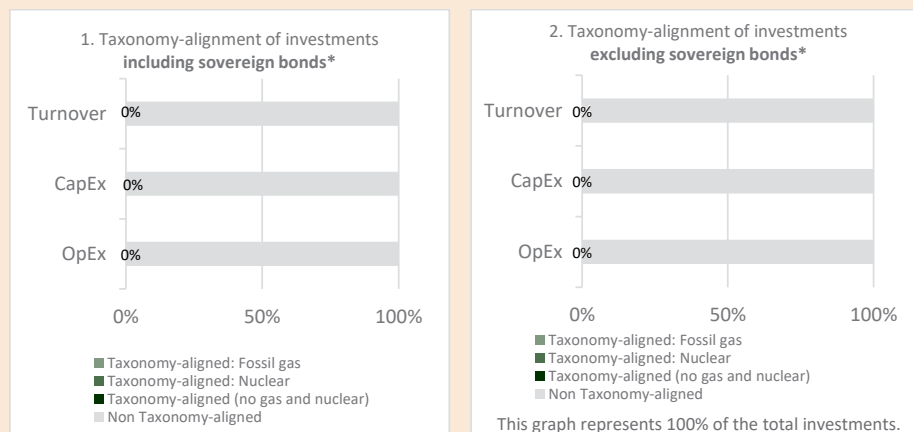 1. Taxonomy-alignment of investments
including sovereign bonds*
Turnover 0%
CapEx 0%
OpEx 0%
0% 50% 100%
Taxonomy-aligned: Fossil gas
Taxonomy-aligned: Nuclear
Taxonomy-aligned (no gas and nuclear)
Non Taxonomy-aligned
2. Taxonomy-alignment of investments
excluding sovereign bonds*
Turnover 0%
CapEx 0%
OpEx 0%
0% 50% 100%
Taxonomy-aligned: Fossil gas
Taxonomy-aligned: Nuclear
Taxonomy-aligned (no gas and nuclear)
Non Taxonomy-aligned
This graph represents 100% of the total investments.